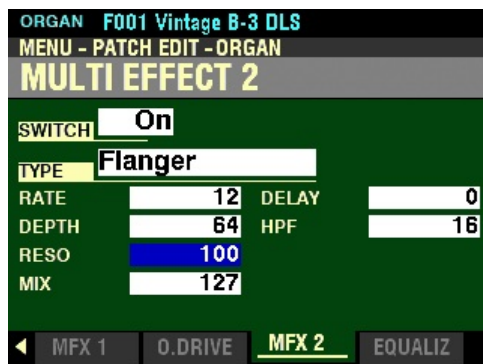 ORGAN F001 Vintage B-3 DLS
MENU - PATCH EDIT - ORGAN
MULTI EFFECT 2
SWITCH On
TYPE Flanger
RATE 12 DELAY 0
DEPTH 64 HPF 16
RESO 100
MIX 127
MFX 1 O.DRIVE MFX 2 EQUALIZ